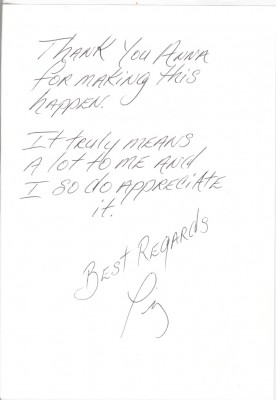 Thank You Anna
for making this
happen.
It truly means
a lot to me and
I so do appreciate
it.
Best Regards